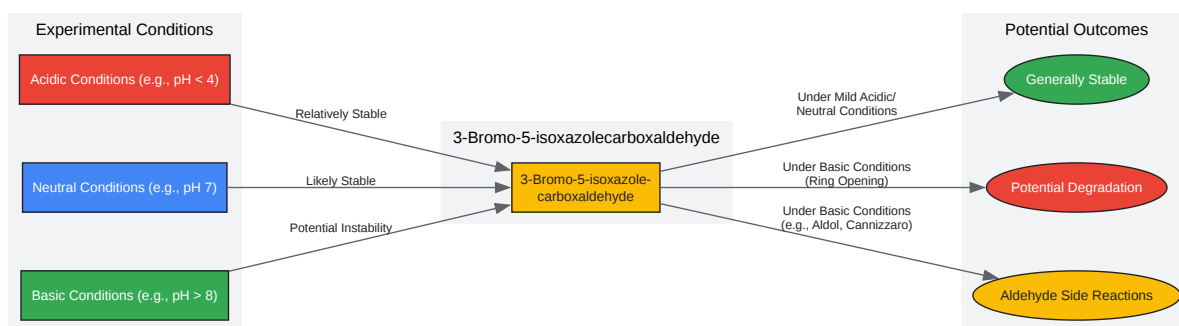 Experimental Conditions
Acidic Conditions (e.g., pH < 4)
Neutral Conditions (e.g., pH 7)
Basic Conditions (e.g., pH > 8)
Relatively Stable
Likely Stable
Potential Instability
3-Bromo-5-isoxazolecarboxaldehyde
3-Bromo-5-isoxazole-
carboxaldehyde
Under Mild Acidic/
Neutral Conditions
Under Basic Conditions
(Ring Opening)
Under Basic Conditions
(e.g., Aldol, Cannizzaro)
Potential Outcomes
Generally Stable
Potential Degradation
Aldehyde Side Reactions